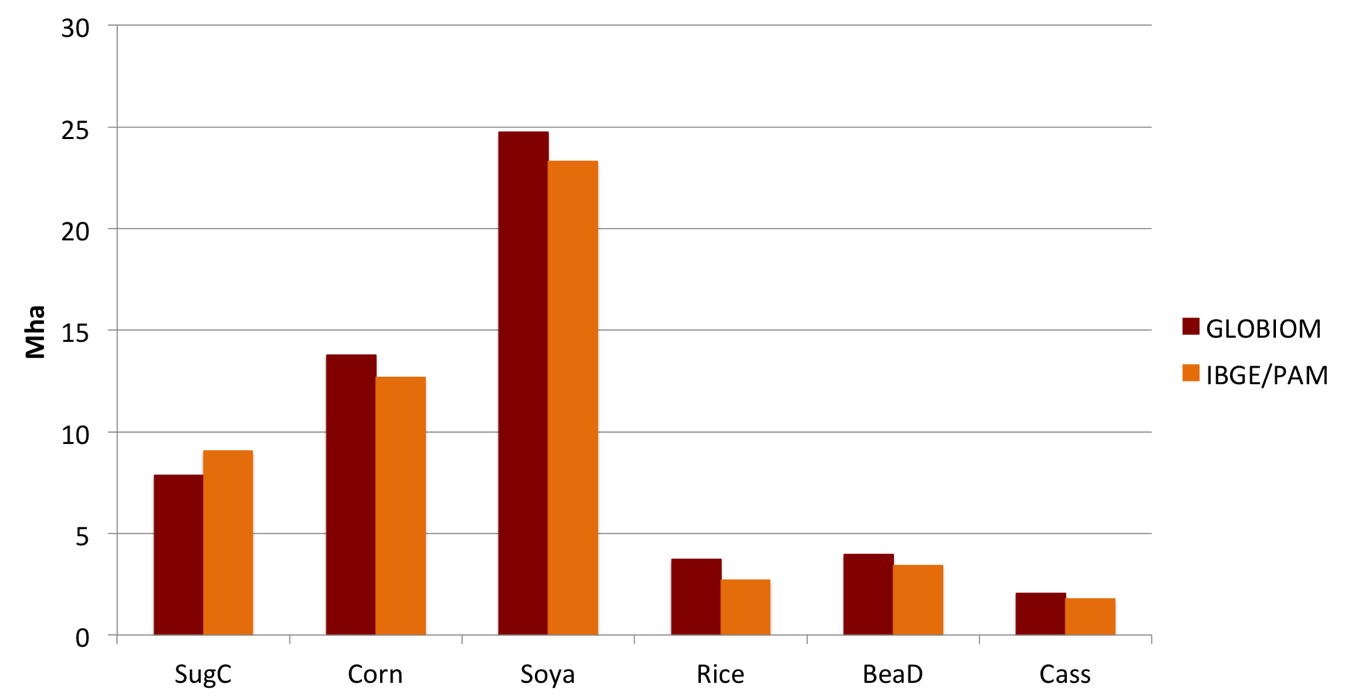 30
25
20
15
10
5
0
Mha
SugC
Corn
Soya
Rice
BeaD
Cass
GLOBIOM
IBGE/PAM